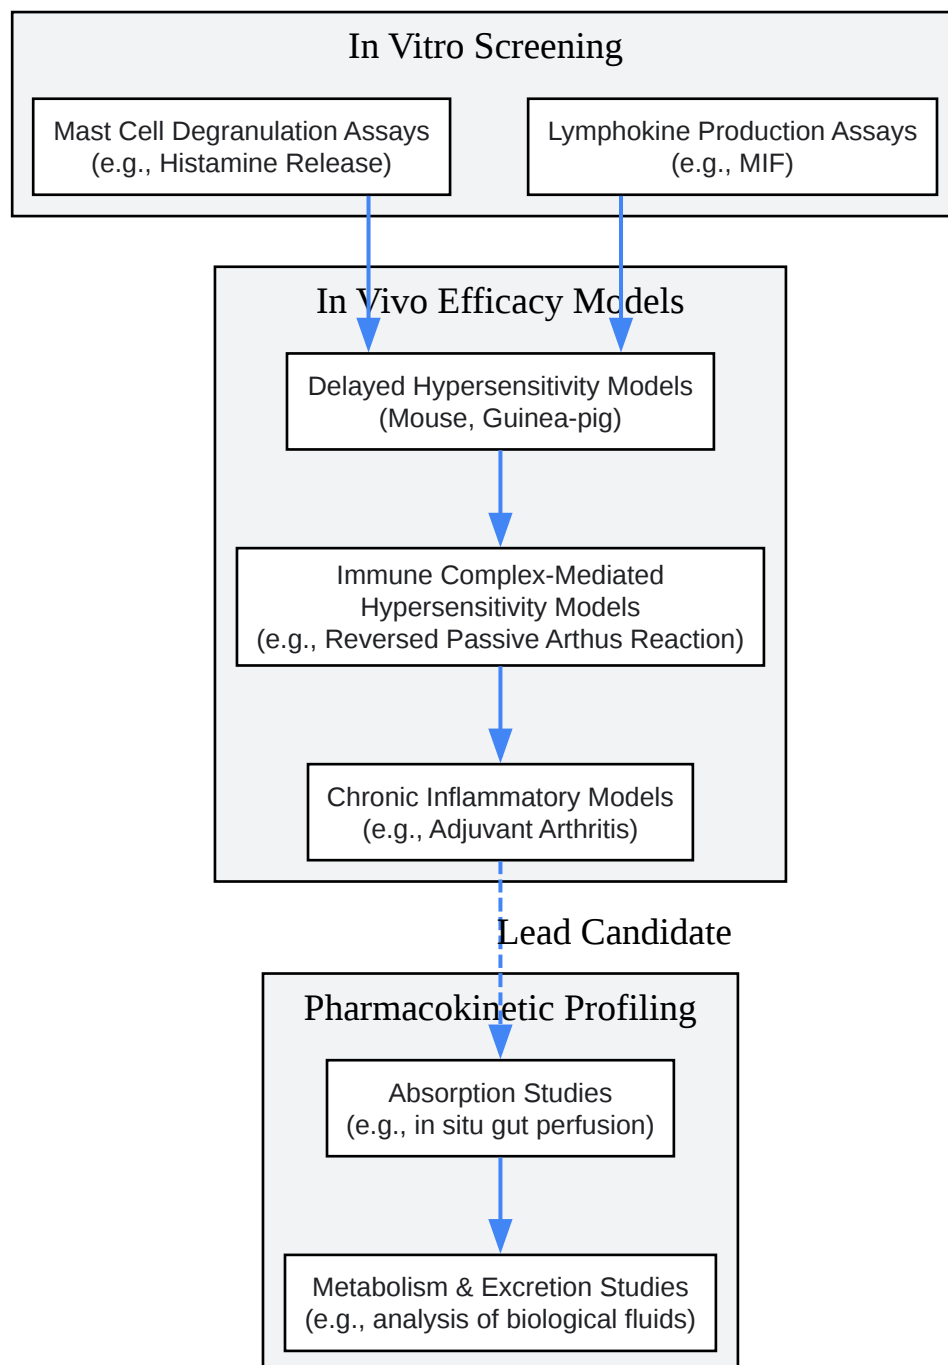 In Vitro Screening
Mast Cell Degranulation Assays
(e.g., Histamine Release)
Lymphokine Production Assays
(e.g., MIF)
In Vivo Efficacy Models
Delayed Hypersensitivity Models
(Mouse, Guinea-pig)
Immune Complex-Mediated
Hypersensitivity Models
(e.g., Reversed Passive Arthus Reaction)
Chronic Inflammatory Models
(e.g., Adjuvant Arthritis)
Lead Candidate
Pharmacokinetic Profiling
Absorption Studies
(e.g., in situ gut perfusion)
Metabolism & Excretion Studies
(e.g., analysis of biological fluids)